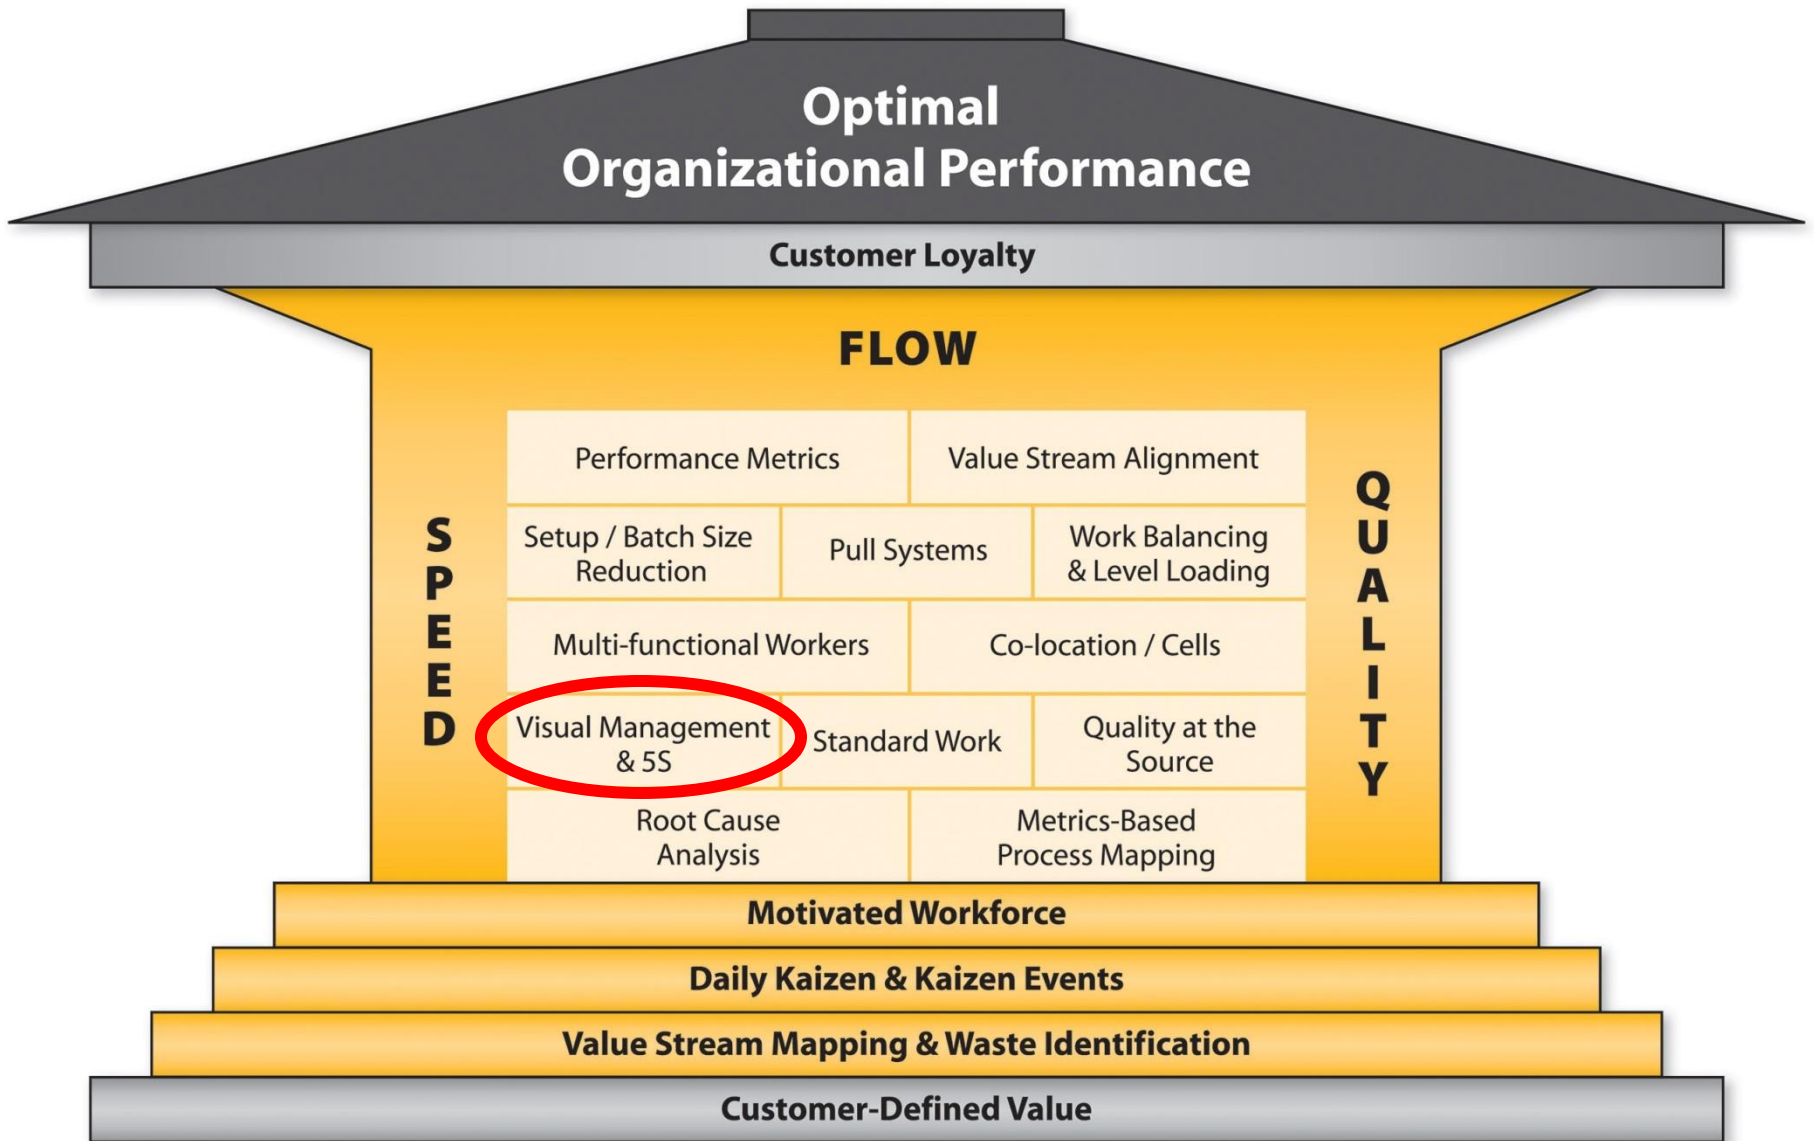 Optimal
Organizational Performance
Customer Loyalty
FLOW
SPEED
QUALITY
Performance Metrics
Value Stream Alignment
Setup / Batch Size
Reduction
Pull Systems
Work Balancing
& Level Loading
Multi-functional Workers
Co-location / Cells
Visual Management
& 5S
Standard Work
Quality at the
Source
Root Cause
Analysis
Metrics-Based
Process Mapping
Motivated Workforce
Daily Kaizen & Kaizen Events
Value Stream Mapping & Waste Identification
Customer-Defined Value